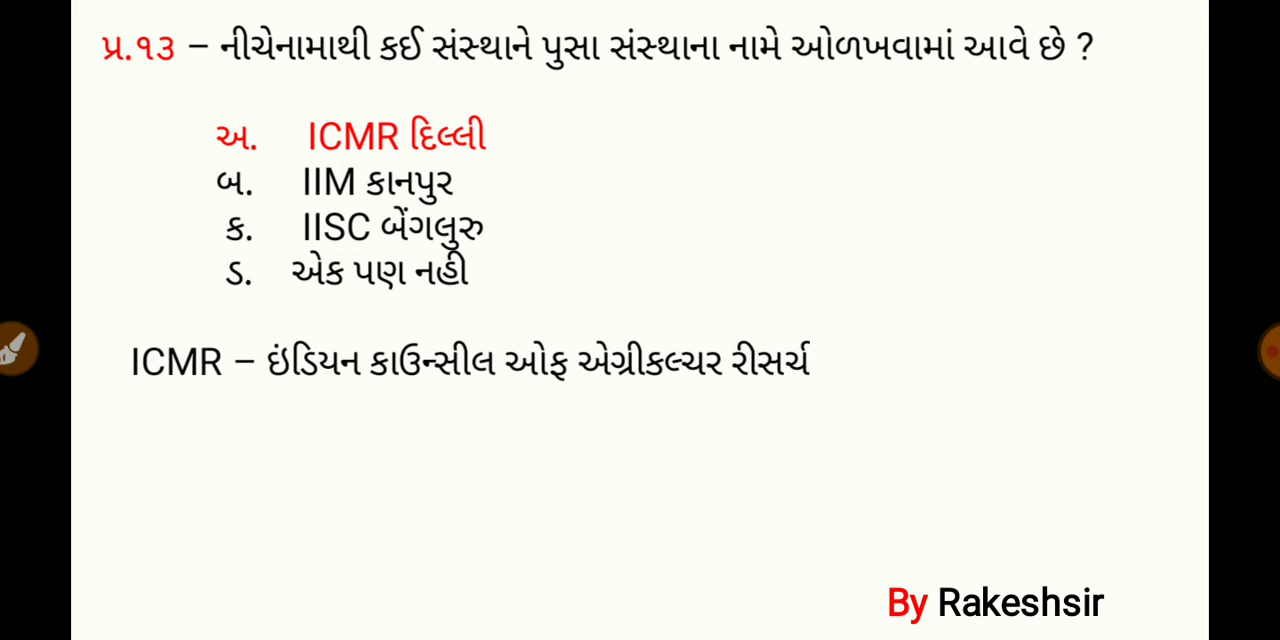 પ્ર.૧૩ – નીચેનામાથી કઈ સંસ્થાને પુસા સંસ્થાના નામે ઓળખવામાં આવે છે ?
અ. ICMR દિલ્લી
બ. IIM કાનપુર
ક. IISC બેંગલુરુ
ડ. એક પણ નહી
ICMR – ઇંડિયન કાઉન્સીલ ઓફ એગ્રીકલ્ચર રીસર્ચ
By Rakeshsir